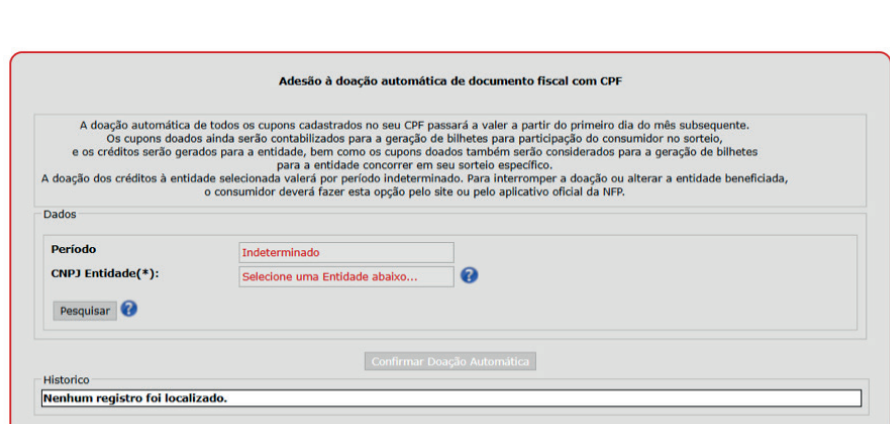 Adesão à doação automática de documento fiscal com CPF
A doação automática de todos os cupons cadastrados no seu CPF passará a valer a partir do primeiro dia do mês subsequente.
Os cupons doados ainda serão contabilizados para a geração de bilhetes para participação do consumidor no sorteio,
e os créditos serão gerados para a entidade, bem como os cupons doados também serão considerados para a geração de bilhetes
para a entidade concorrer em seu sorteio específico.
A doação dos créditos à entidade selecionada valerá por período indeterminado. Para interromper a doação ou alterar a entidade beneficiada,
o consumidor deverá fazer esta opção pelo site ou pelo aplicativo oficial da NFP.
Dados
Período Indeterminado
CNPJ Entidade(*): Selecione uma Entidade abaixo... ?
Pesquisar ?
Confirmar Doação Automática
Historico
Nenhum registro foi localizado.